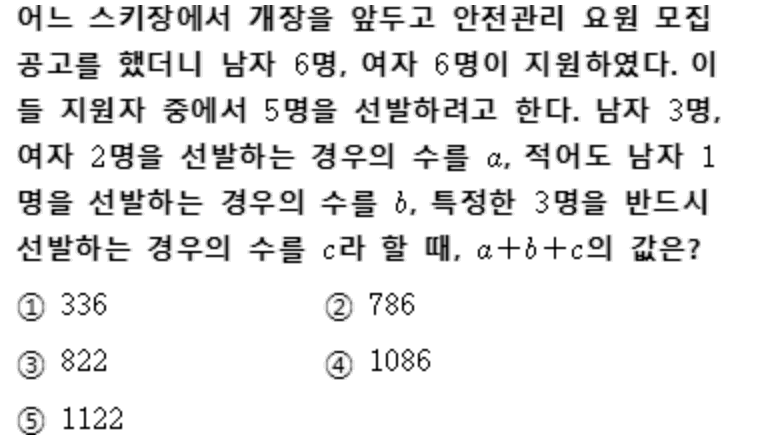 어느 스키장에서 개장을 앞두고 안전관리 요원 모집
공고를 했더니 남자 6명, 여자 6명이 지원하였다. 이
들 지원자 중에서 5명을 선발하려고 한다. 남자 3명,
여자 2명을 선발하는 경우의 수를 a, 적어도 남자 1
명을 선발하는 경우의 수를 b, 특정한 3명을 반드시
선발하는 경우의 수를 c라 할 때, a+b+c의 값은?
① 336 ② 786
③ 822 ④ 1086
⑤ 1122